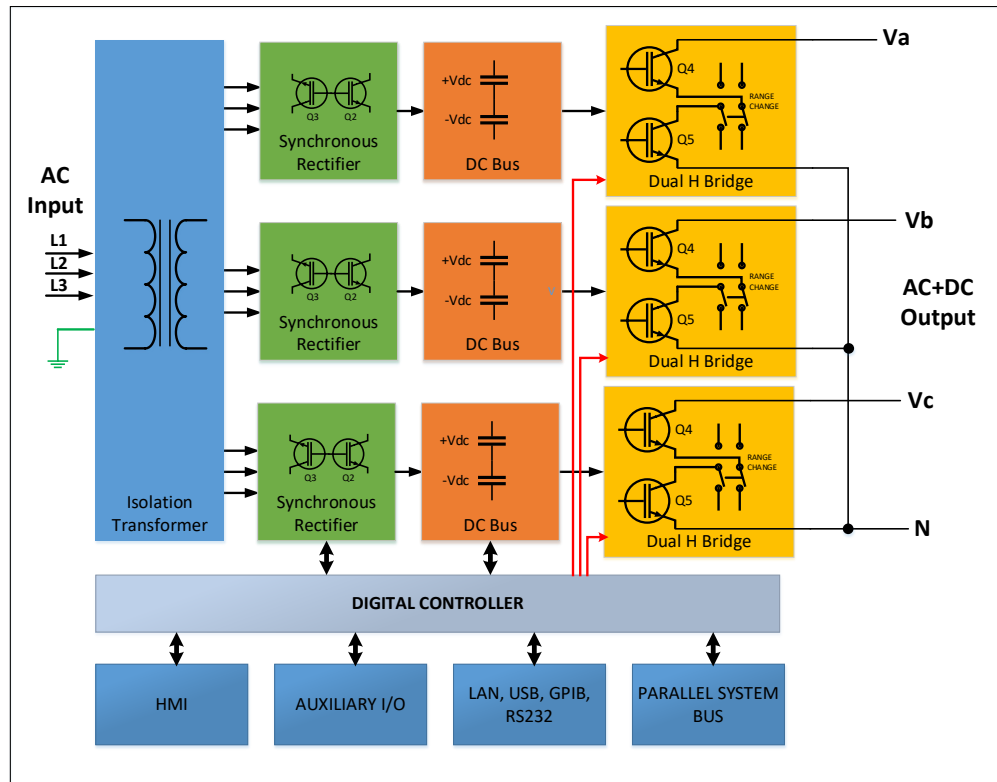 AC
Input
L1
L2
L3
Isolation
Transformer
Q3 Q2
Synchronous
Rectifier
+Vdc
-Vdc
DC Bus
Q4
Q5
RANGE
CHANGE
Dual H Bridge
Va
Q3 Q2
Synchronous
Rectifier
+Vdc
-Vdc
DC Bus
V
Q4
Q5
RANGE
CHANGE
Dual H Bridge
Vb
AC+DC
Output
Q3 Q2
Synchronous
Rectifier
+Vdc
-Vdc
DC Bus
Q4
Q5
RANGE
CHANGE
Dual H Bridge
Vc
N
DIGITAL CONTROLLER
HMI
AUXILIARY I/O
LAN, USB, GPIB,
RS232
PARALLEL SYSTEM
BUS